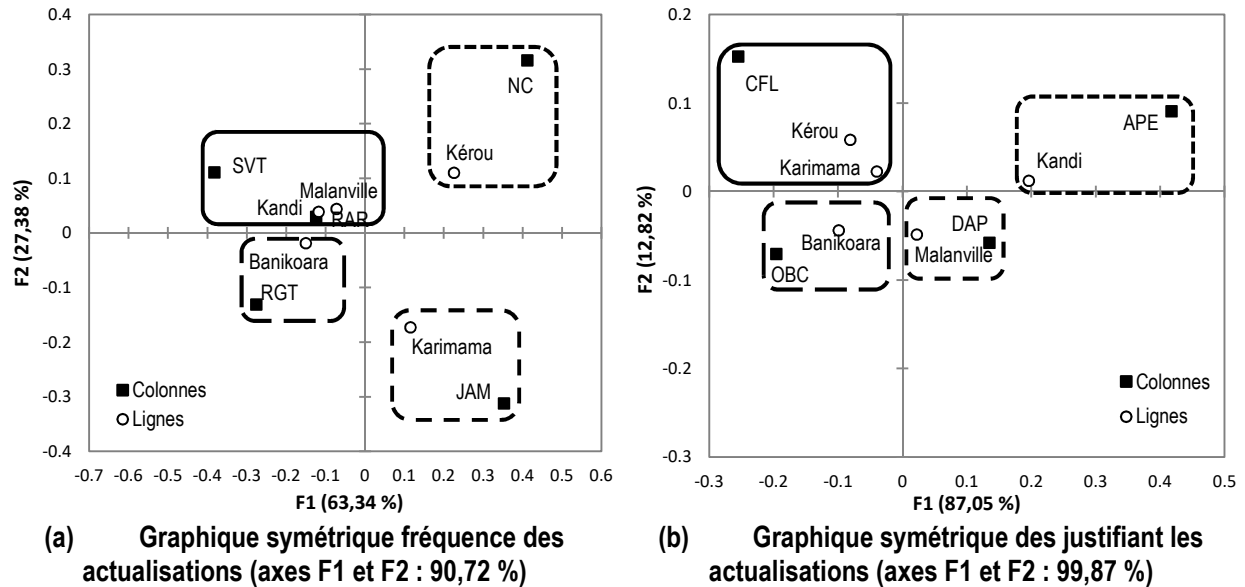 0.4
0.3
0.2
0.1
0
-0.1
-0.2
-0.3
-0.4
F2 (27,38 %)
NC
Kérou
SVT
Malanville
Kandi
RAR
Banikoara
RGT
Karimama
JAM
Colonnes
Lignes
-0.7 -0.6 -0.5 -0.4 -0.3 -0.2 -0.1 0 0.1 0.2 0.3 0.4 0.5 0.6
F1 (63,34 %)
(a) Graphique symétrique fréquence des
actualisations (axes F1 et F2 : 90,72 %)
0.2
0.1
0
-0.1
-0.2
-0.3
F2 (12,82 %)
CFL
APE
Kérou
Karimama
Kandi
Banikoara
DAP
Malanville
OBC
Colonnes
Lignes
-0.3 -0.2 -0.1 0 0.1 0.2 0.3 0.4 0.5
F1 (87,05 %)
(b) Graphique symétrique des justifiant les
actualisations (axes F1 et F2 : 99,87 %)